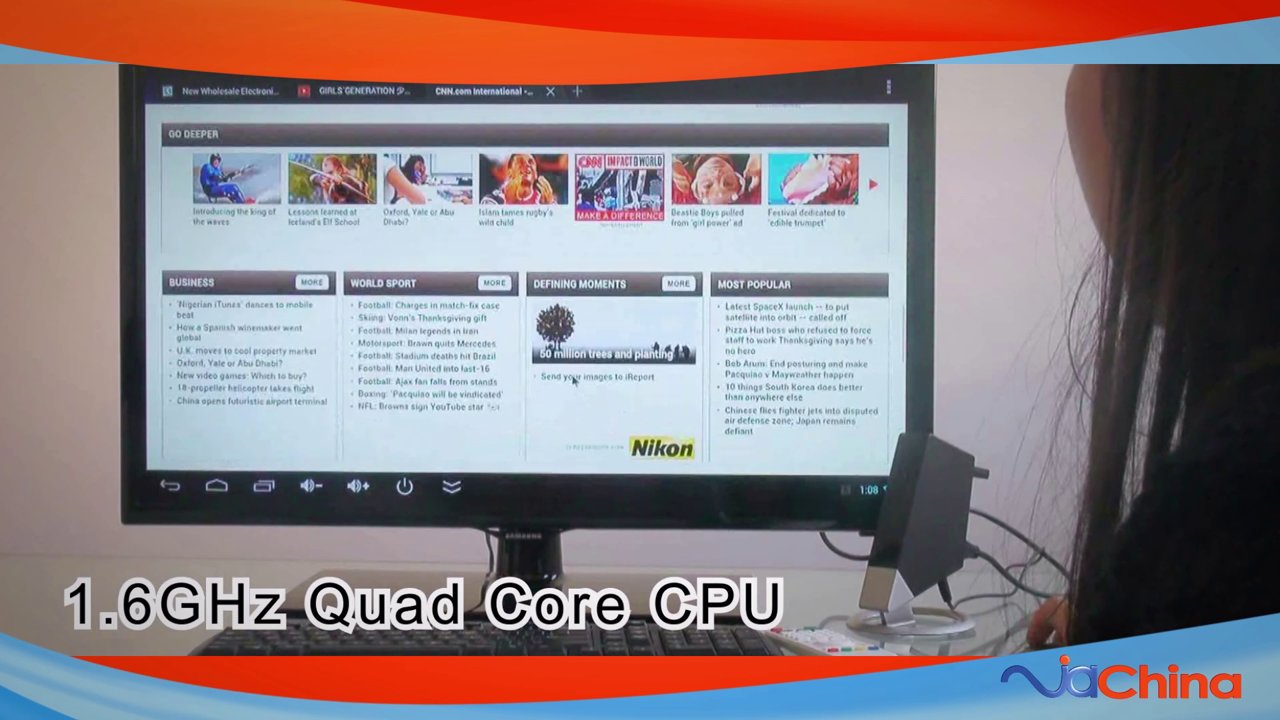 New Wholesale Electroni...
GIRLS'GENERATION
CNN.com International -...
GO DEEPER
Introducing the king of
the waves
Lessons learned at
Iceland's Elf School
Oxford, Yale or Abu
Dhabi?
Islam tames rugby's
wild child
CNN IMPACT WORLD
MAKE A DIFFERENCE
ADVERTISEMENT
Beastie Boys pulled
from 'girl power' ad
Festival dedicated to
'edible trumpet'
BUSINESS MORE
'Nigerian iTunes' dances to mobile
beat
How a Spanish winemaker went
global
U.K. moves to cool property market
Oxford, Yale or Abu Dhabi?
New video games: Which to buy?
18-propeller helicopter takes flight
China opens futuristic airport terminal
WORLD SPORT MORE
Football: Charges in match-fix case
Skiing: Vonn's Thanksgiving gift
Football: Milan legends in Iran
Motorsport: Brawn quits Mercedes
Football: Stadium deaths hit Brazil
Football: Man United into last-16
Football: Ajax fan falls from stands
Boxing: 'Pacquiao will be vindicated'
NFL: Browns sign YouTube star
DEFINING MOMENTS MORE
50 million trees and planting
Send your images to iReport
Nikon
MOST POPULAR
Latest SpaceX launch -- to put
satellite into orbit -- called off
Pizza Hut boss who refused to force
staff to work Thanksgiving says he's
no hero
Bob Arum: End posturing and make
Pacquiao v Mayweather happen
10 things South Korea does better
than anywhere else
Chinese flies fighter jets into disputed
air defense zone; Japan remains
defiant
1:08
SAMSUNG
1.6GHz Quad Core CPU
VidChina